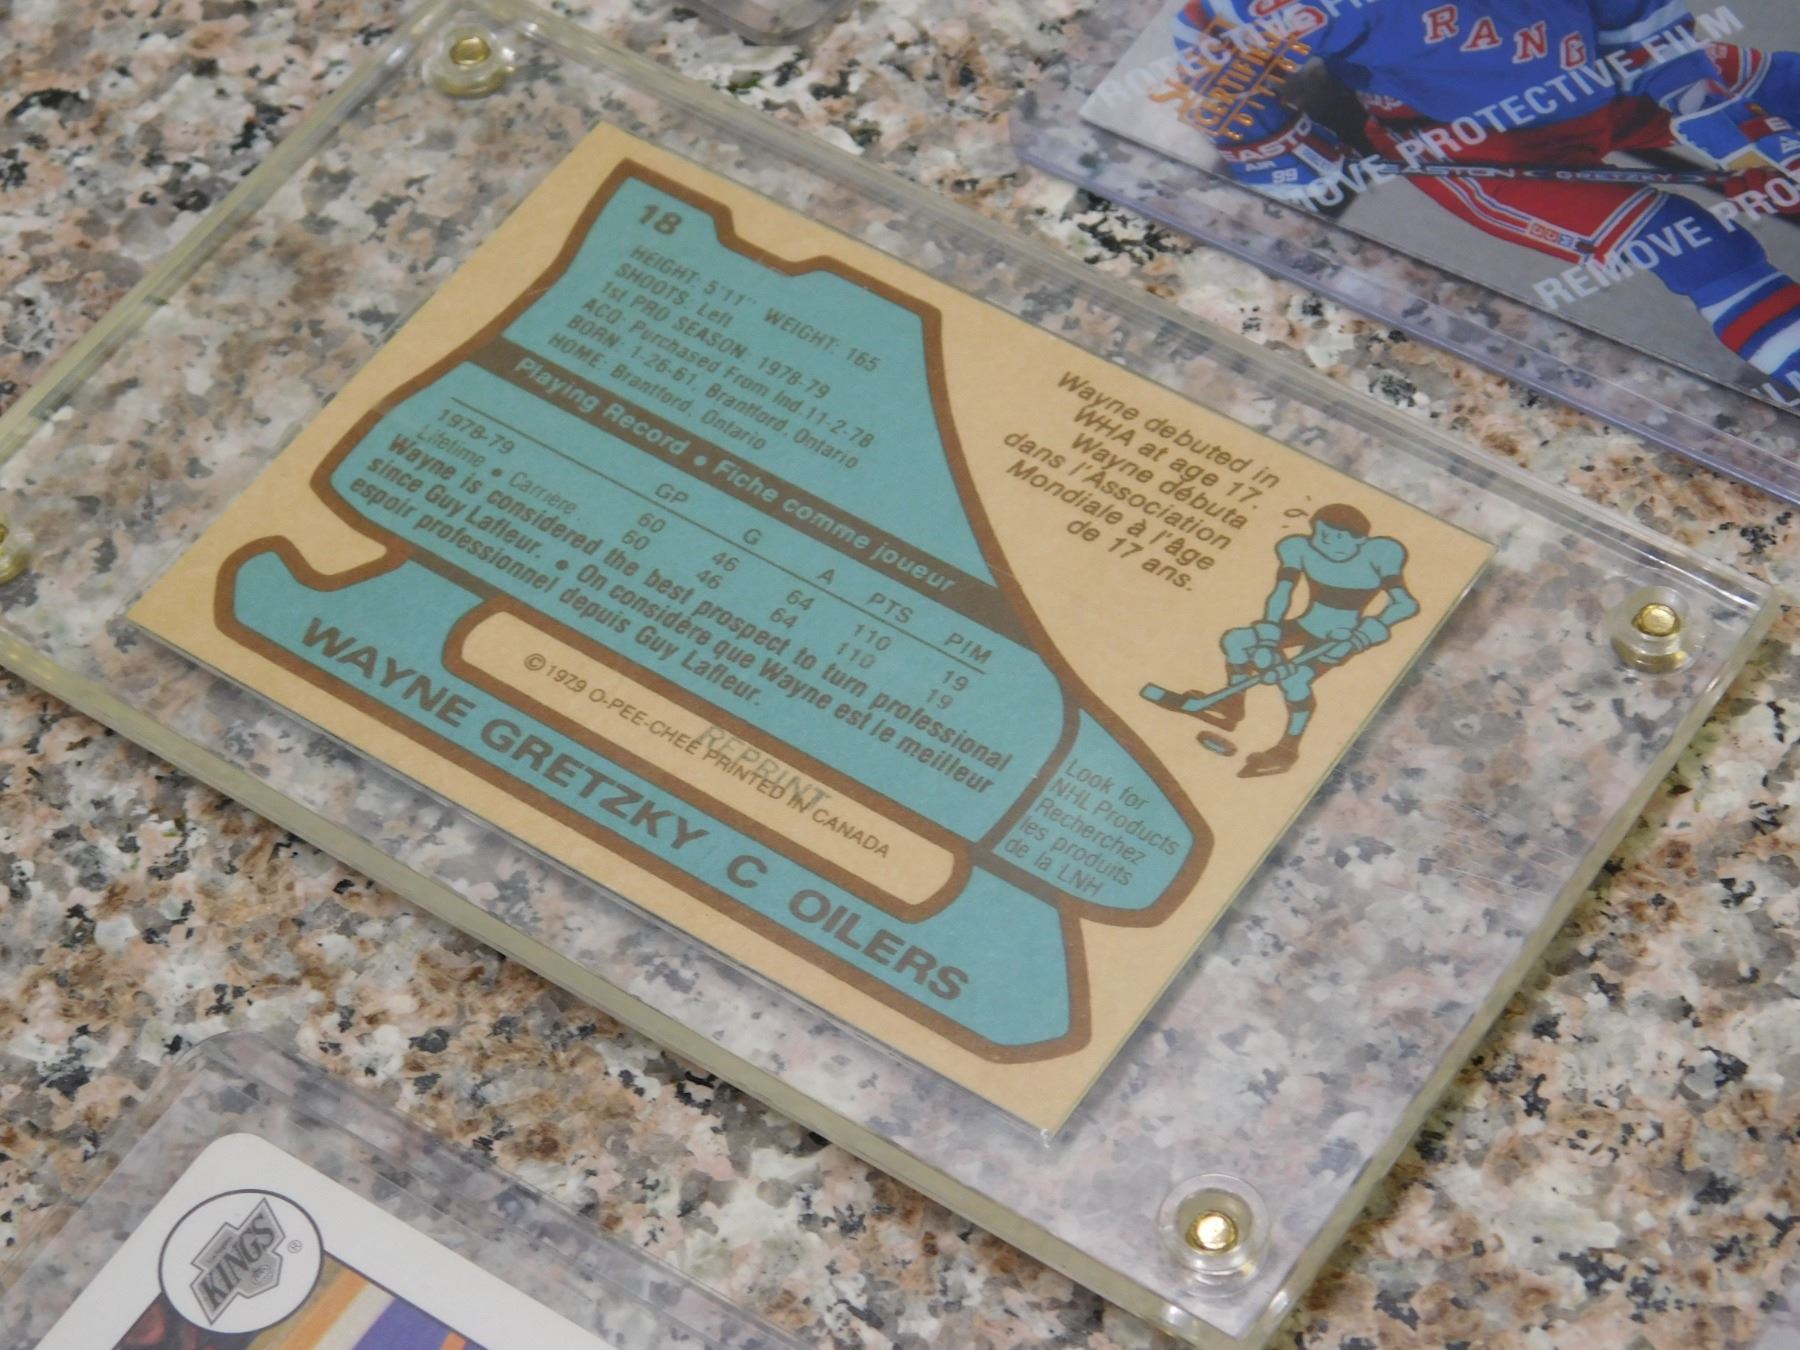 18
HEIGHT: 5'11" WEIGHT: 165
SHOOTS: Left
1st PRO SEASON: 1978-79
ACQ: Purchased From Ind.11-2-78
BORN: 1-26-61, Brantford, Ontario
HOME: Brantford, Ontario
Playing Record • Fiche comme joueur
GP G A PTS PIM
1978-79 60 46 64 110 19
Lifetime • Carrière 60 46 64 110 19
Wayne is considered the best prospect to turn professional
since Guy Lafleur. • On considère que Wayne est le meilleur
espoir professionnel depuis Guy Lafleur.
©1979 O-PEE-CHEE PRINTED IN CANADA
REPRINT
WAYNE GRETZKY C OILERS
Wayne debuted in
WHA at age 17.
Wayne débuta
dans l'Association
Mondiale à l'âge
de 17 ans.
Look for
NHL Products
Recherchez
les produits
de la LNH
RANG
CERTIFIED
PROTECTIVE FILM
MOVE PROTECTIVE FILM
REMOVE PRO
EASTON
99
EASTON GRETZKY
KINGS
®